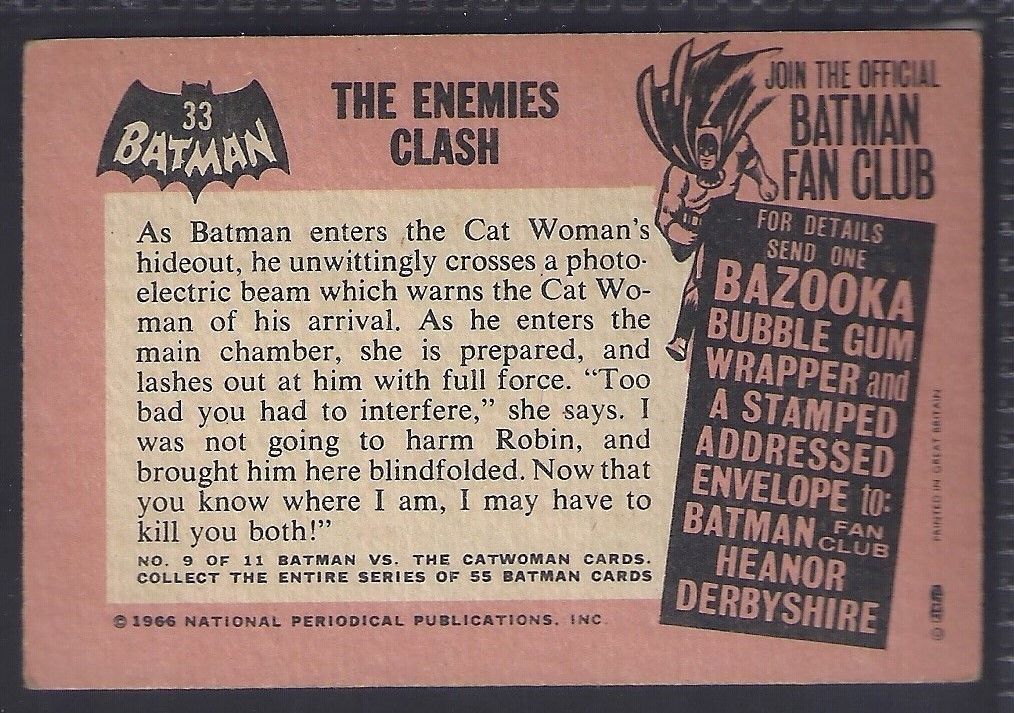 33
BATMAN
THE ENEMIES
CLASH
As Batman enters the Cat Woman's
hideout, he unwittingly crosses a photo-
electric beam which warns the Cat Wo-
man of his arrival. As he enters the
main chamber, she is prepared, and
lashes out at him with full force. “Too
bad you had to interfere,” she says. I
was not going to harm Robin, and
brought him here blindfolded. Now that
you know where I am, I may have to
kill you both!”
NO. 9 OF 11 BATMAN VS. THE CATWOMAN CARDS.
COLLECT THE ENTIRE SERIES OF 55 BATMAN CARDS
© 1966 NATIONAL PERIODICAL PUBLICATIONS, INC.
JOIN THE OFFICIAL
BATMAN
FAN CLUB
FOR DETAILS
SEND ONE
BAZOOKA
BUBBLE GUM
WRAPPER and
A STAMPED
ADDRESSED
ENVELOPE to:
BATMAN FAN
CLUB
HEANOR
DERBYSHIRE
PRINTED IN GREAT BRITAIN
©